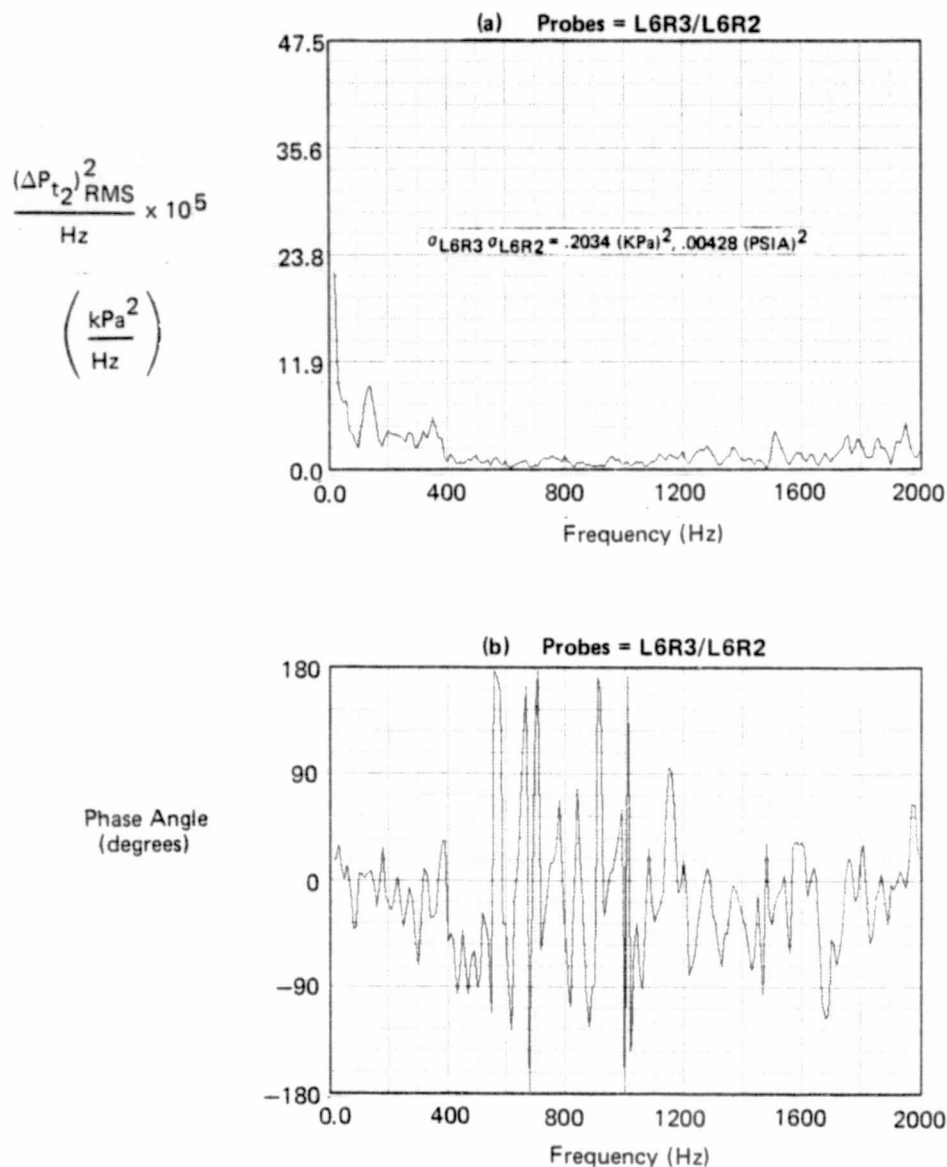 (a) Probes = L6R3/L6R2
47.5
35.6
23.8
11.9
0.0
(ΔPt2)²RMS
Hz
x 10⁵
(kPa²
Hz)
σL6R3 σL6R2 = .2034 (KPa)², .00428 (PSIA)²
0.0 400 800 1200 1600 2000
Frequency (Hz)
(b) Probes = L6R3/L6R2
180
90
0
−90
−180
Phase Angle
(degrees)
0.0 400 800 1200 1600 2000
Frequency (Hz)